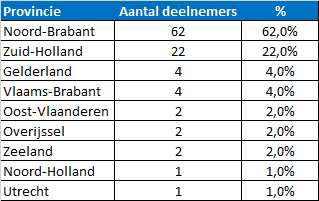 Provincie Aantal deelnemers %
Noord-Brabant 62 62,0%
Zuid-Holland 22 22,0%
Gelderland 4 4,0%
Vlaams-Brabant 4 4,0%
Oost-Vlaanderen 2 2,0%
Overijssel 2 2,0%
Zeeland 2 2,0%
Noord-Holland 1 1,0%
Utrecht 1 1,0%